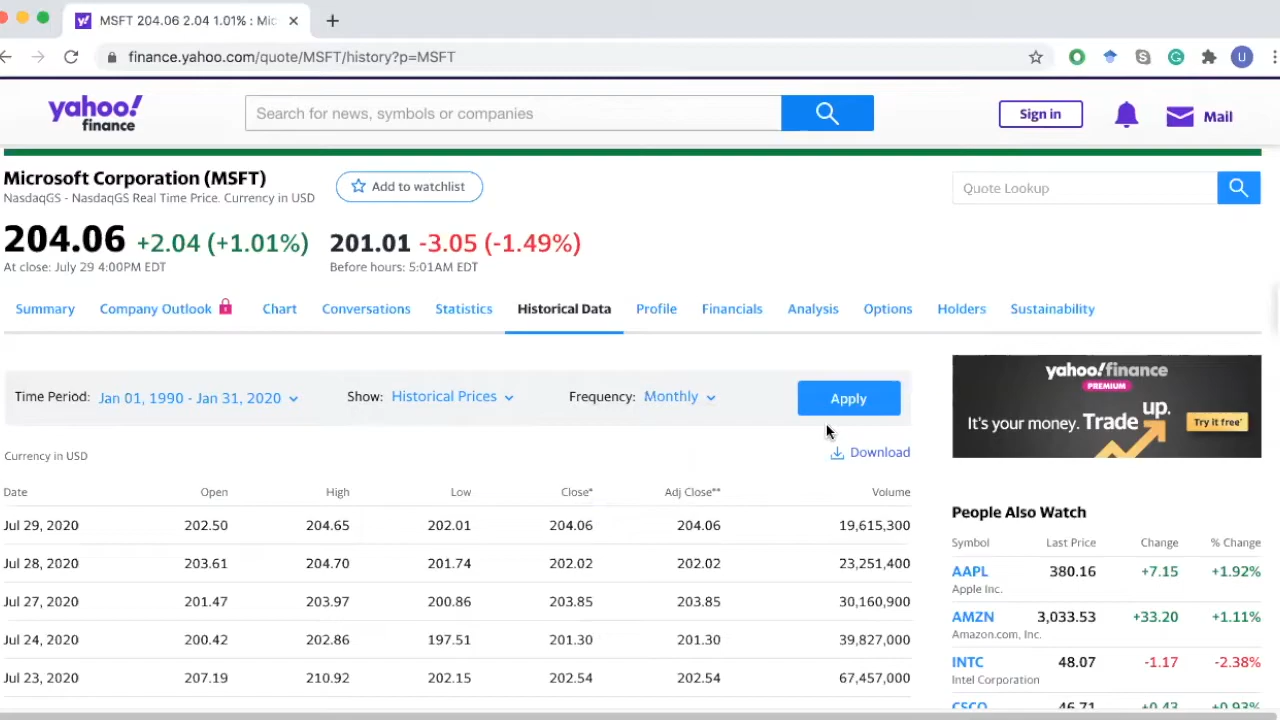 MSFT 204.06 2.04 1.01% : Mic
finance.yahoo.com/quote/MSFT/history?p=MSFT
U
yahoo!
finance
Search for news, symbols or companies
Sign in
Mail
Microsoft Corporation (MSFT)
NasdaqGS - NasdaqGS Real Time Price. Currency in USD
Add to watchlist
Quote Lookup
204.06 +2.04 (+1.01%) 201.01 -3.05 (-1.49%)
At close: July 29 4:00PM EDT Before hours: 5:01AM EDT
Summary Company Outlook Chart Conversations Statistics Historical Data Profile Financials Analysis Options Holders Sustainability
Time Period: Jan 01, 1990 - Jan 31, 2020 Show: Historical Prices Frequency: Monthly Apply
Currency in USD Download
Date Open High Low Close* Adj Close** Volume
Jul 29, 2020 202.50 204.65 202.01 204.06 204.06 19,615,300
Jul 28, 2020 203.61 204.70 201.74 202.02 202.02 23,251,400
Jul 27, 2020 201.47 203.97 200.86 203.85 203.85 30,160,900
Jul 24, 2020 200.42 202.86 197.51 201.30 201.30 39,827,000
Jul 23, 2020 207.19 210.92 202.15 202.54 202.54 67,457,000
yahoo!finance
PREMIUM
It's your money. Trade up.
Try it free*
People Also Watch
Symbol Last Price Change % Change
AAPL 380.16 +7.15 +1.92%
Apple Inc.
AMZN 3,033.53 +33.20 +1.11%
Amazon.com, Inc.
INTC 48.07 -1.17 -2.38%
Intel Corporation
CSCO 46.71 +0.43 +0.93%